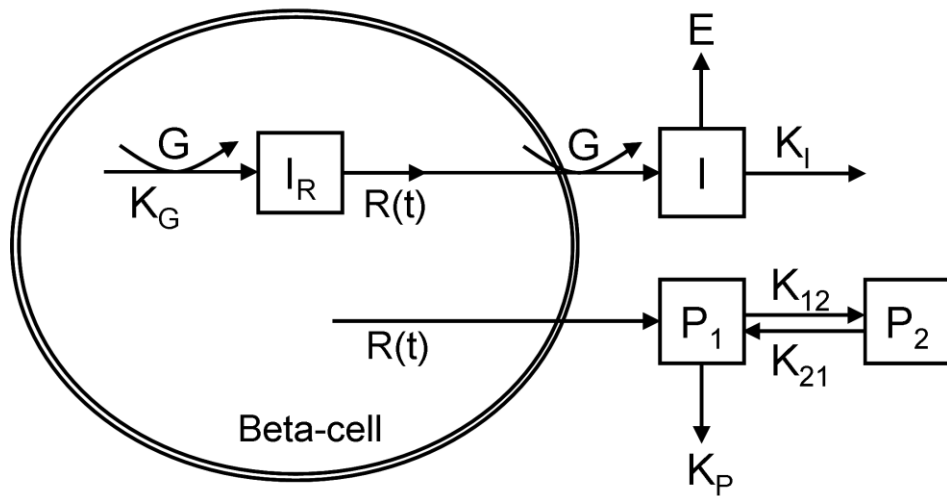 E
G
G
K_I
I_R
I
K_G
R(t)
K_12
P_1
P_2
R(t)
K_21
Beta-cell
K_P